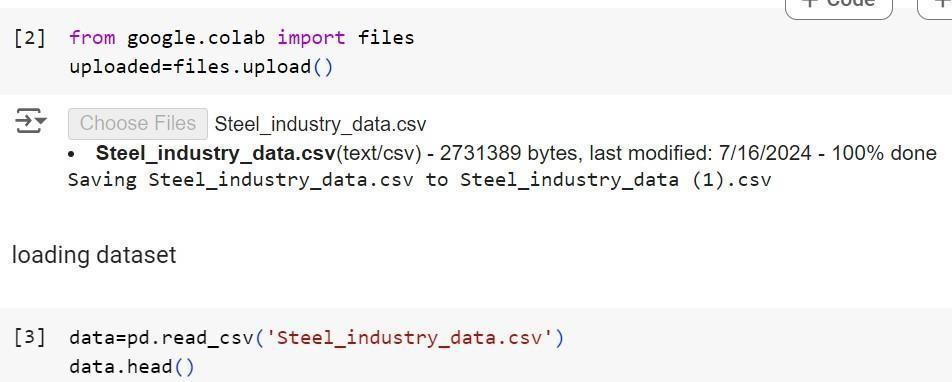 + Code
+
[2] from google.colab import files
uploaded=files.upload()
Choose Files Steel_industry_data.csv
• Steel_industry_data.csv(text/csv) - 2731389 bytes, last modified: 7/16/2024 - 100% done
Saving Steel_industry_data.csv to Steel_industry_data (1).csv
loading dataset
[3] data=pd.read_csv('Steel_industry_data.csv')
data.head()